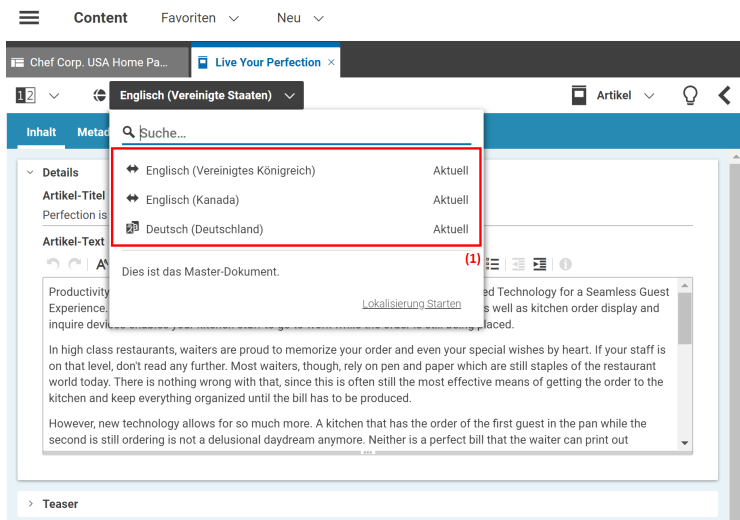 Content Favoriten Neu
Chef Corp. USA Home Pa... Live Your Perfection ×
12 Englisch (Vereinigte Staaten) Artikel
Inhalt Metad
Suche...
Details
Englisch (Vereinigtes Königreich) Aktuell
Artikel-Titel
Englisch (Kanada) Aktuell
Perfection is
Deutsch (Deutschland) Aktuell
Artikel-Text
(1)
Dies ist das Master-Dokument.
Lokalisierung Starten
Productivity ed Technology for a Seamless Guest
Experience. s well as kitchen order display and
inquire devices enables your kitchen staff to go to work while the order is still being placed.
In high class restaurants, waiters are proud to memorize your order and even your special wishes by heart. If your staff is
on that level, don't read any further. Most waiters, though, rely on pen and paper which are still staples of the restaurant
world today. There is nothing wrong with that, since this is often still the most effective means of getting the order to the
kitchen and keep everything organized until the bill has to be produced.
However, new technology allows for so much more. A kitchen that has the order of the first guest in the pan while the
second is still ordering is not a delusional daydream anymore. Neither is a perfect bill that the waiter can print out
Teaser